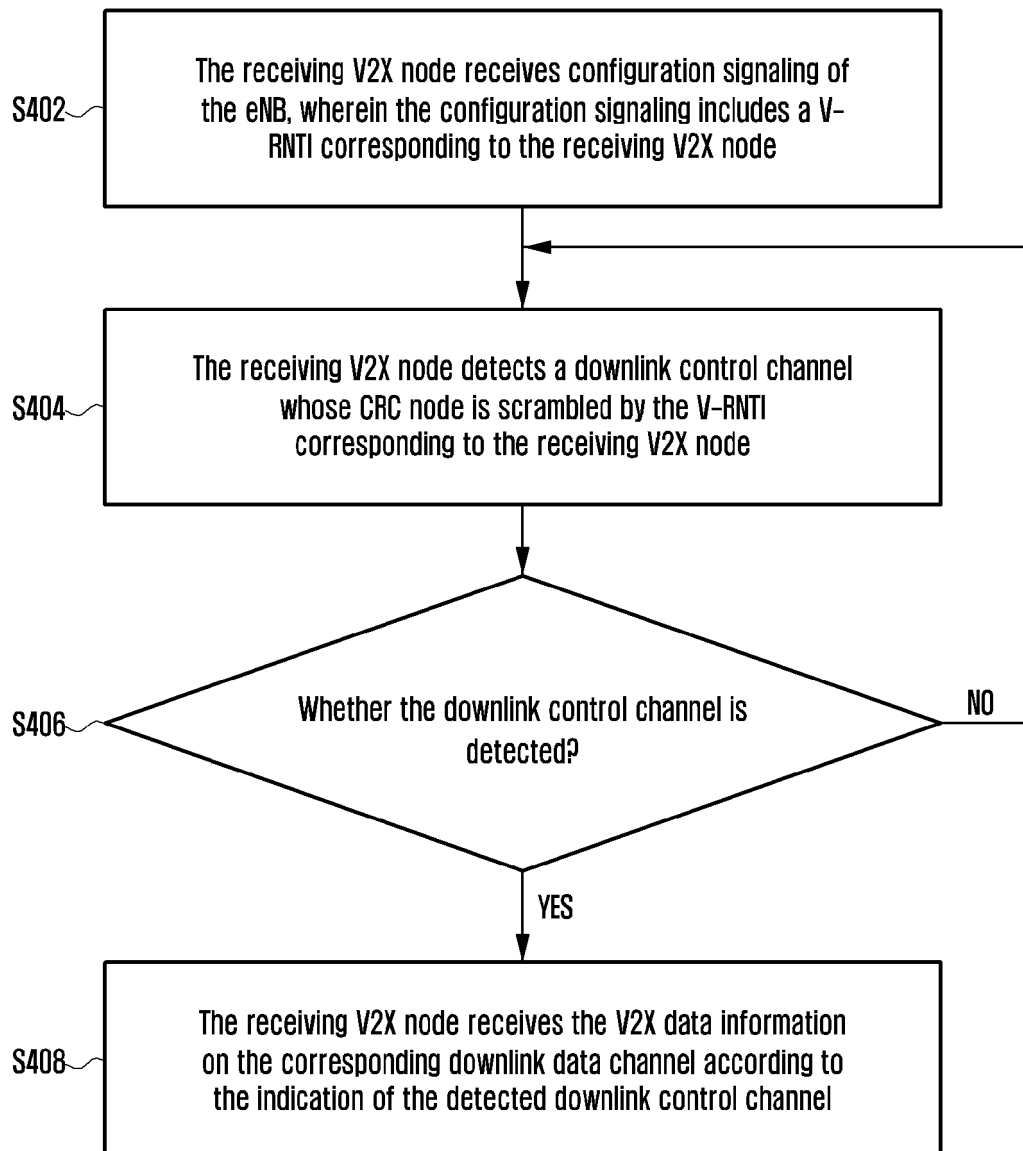 The receiving V2X node receives configuration signaling of
S402
the eNB, wherein the configuration signaling includes a V-
RNTI corresponding to the receiving V2X node
The receiving V2X node detects a downlink control channel
S404
whose CRC node is scrambled by the V-RNTI
corresponding to the receiving V2X node
S406
Whether the downlink control channel is
detected?
NO
YES
The receiving V2X node receives the V2X data information
S408
on the corresponding downlink data channel according to
the indication of the detected downlink control channel